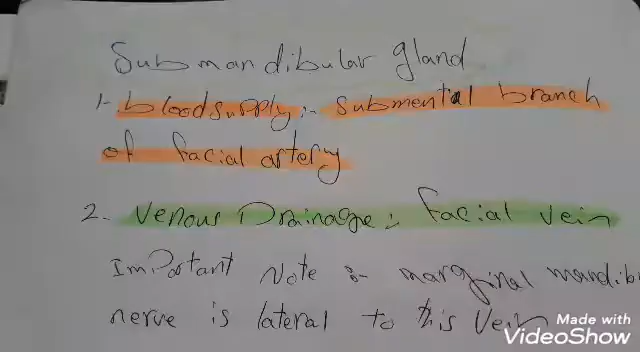 Submandibular gland
1- bloodsupply:- submental branch
of facial artery
2- Venous Drainage: facial vein
Important Note :- marginal mandib
nerve is lateral to this Vein
Made with
VideoShow